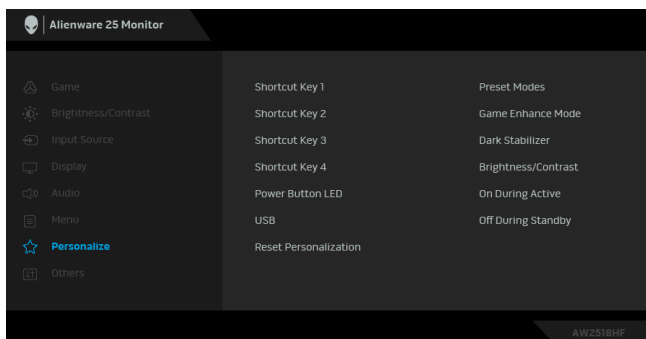 Alienware 25 Monitor
Game
Brightness/Contrast
Input Source
Display
Audio
Menu
Personalize
Others
Shortcut Key 1 Preset Modes
Shortcut Key 2 Game Enhance Mode
Shortcut Key 3 Dark Stabilizer
Shortcut Key 4 Brightness/Contrast
Power Button LED On During Active
USB Off During Standby
Reset Personalization
AW2518HF